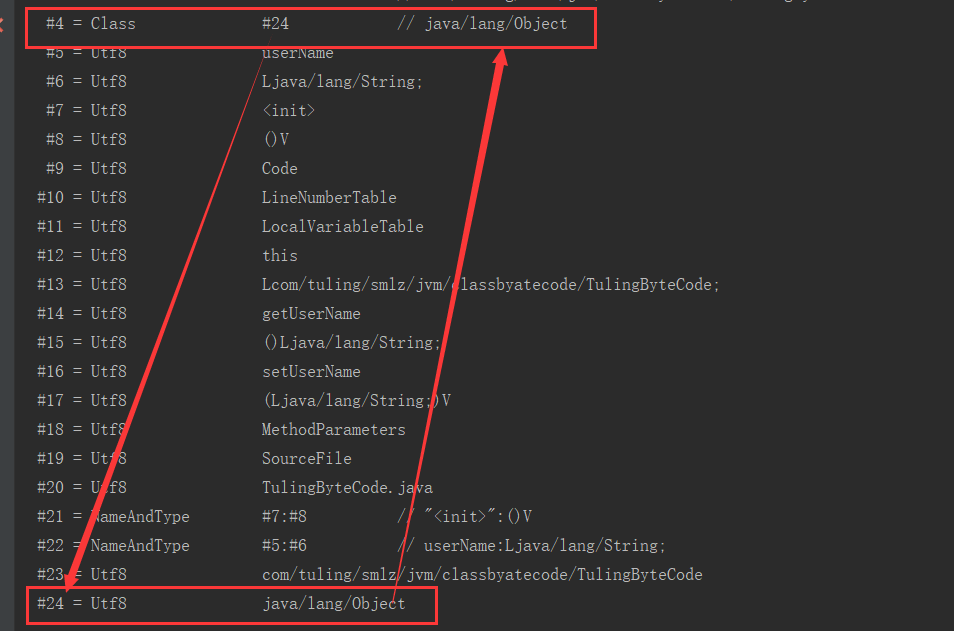 #4 = Class #24 // java/lang/Object
#5 = Utf8 userName
#6 = Utf8 Ljava/lang/String;
#7 = Utf8 <init>
#8 = Utf8 ()V
#9 = Utf8 Code
#10 = Utf8 LineNumberTable
#11 = Utf8 LocalVariableTable
#12 = Utf8 this
#13 = Utf8 Lcom/tuling/smlz/jvm/classbyatecode/TulingByteCode;
#14 = Utf8 getUserName
#15 = Utf8 ()Ljava/lang/String;
#16 = Utf8 setUserName
#17 = Utf8 (Ljava/lang/String;)V
#18 = Utf8 MethodParameters
#19 = Utf8 SourceFile
#20 = Utf8 TulingByteCode.java
#21 = NameAndType #7:#8 // "<init>":()V
#22 = NameAndType #5:#6 // userName:Ljava/lang/String;
#23 = Utf8 com/tuling/smlz/jvm/classbyatecode/TulingByteCode
#24 = Utf8 java/lang/Object